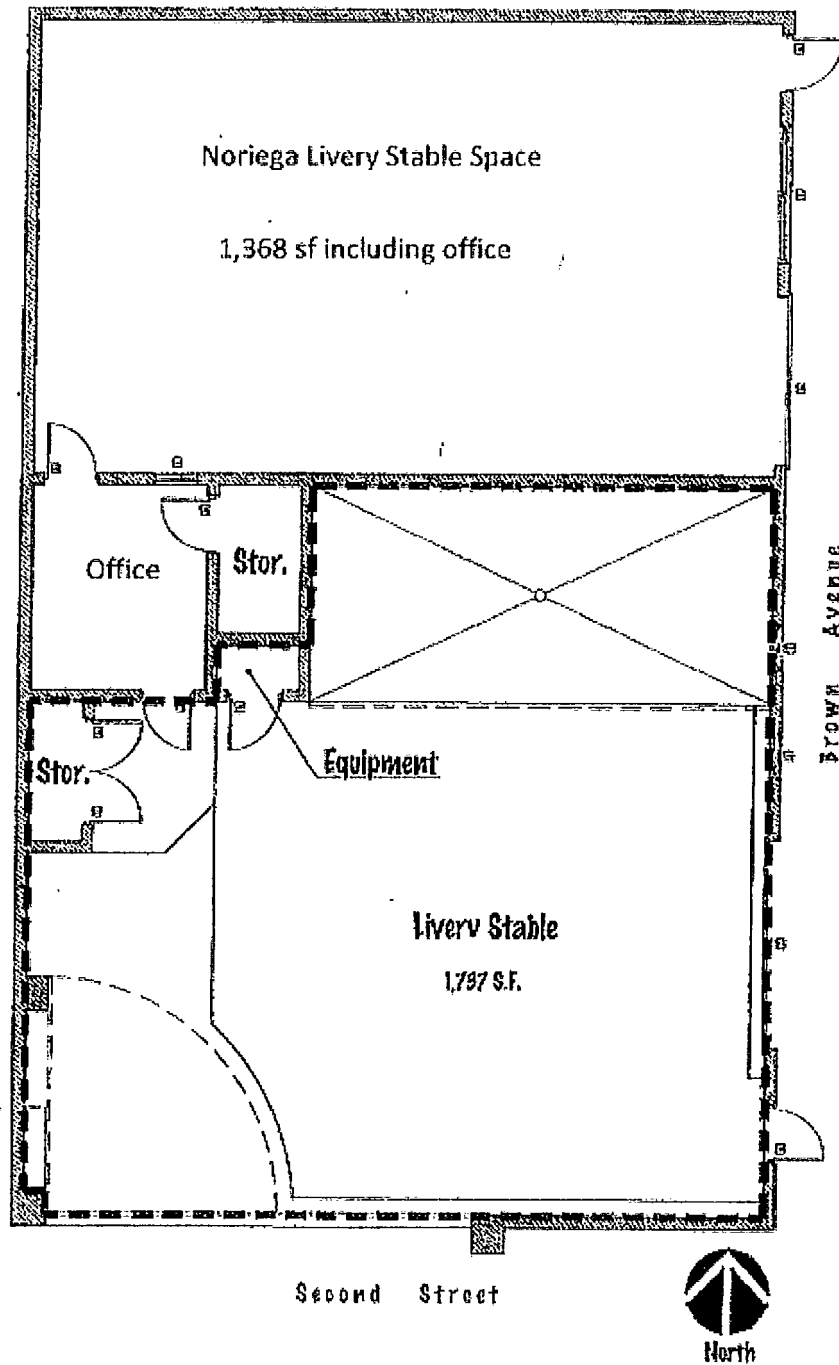 Noriega Livery Stable Space
1,368 sf including office
Office
Stor.
Stor.
Equipment
Livery Stable
1,797 S.F.
Brown Avenue
Second Street
North